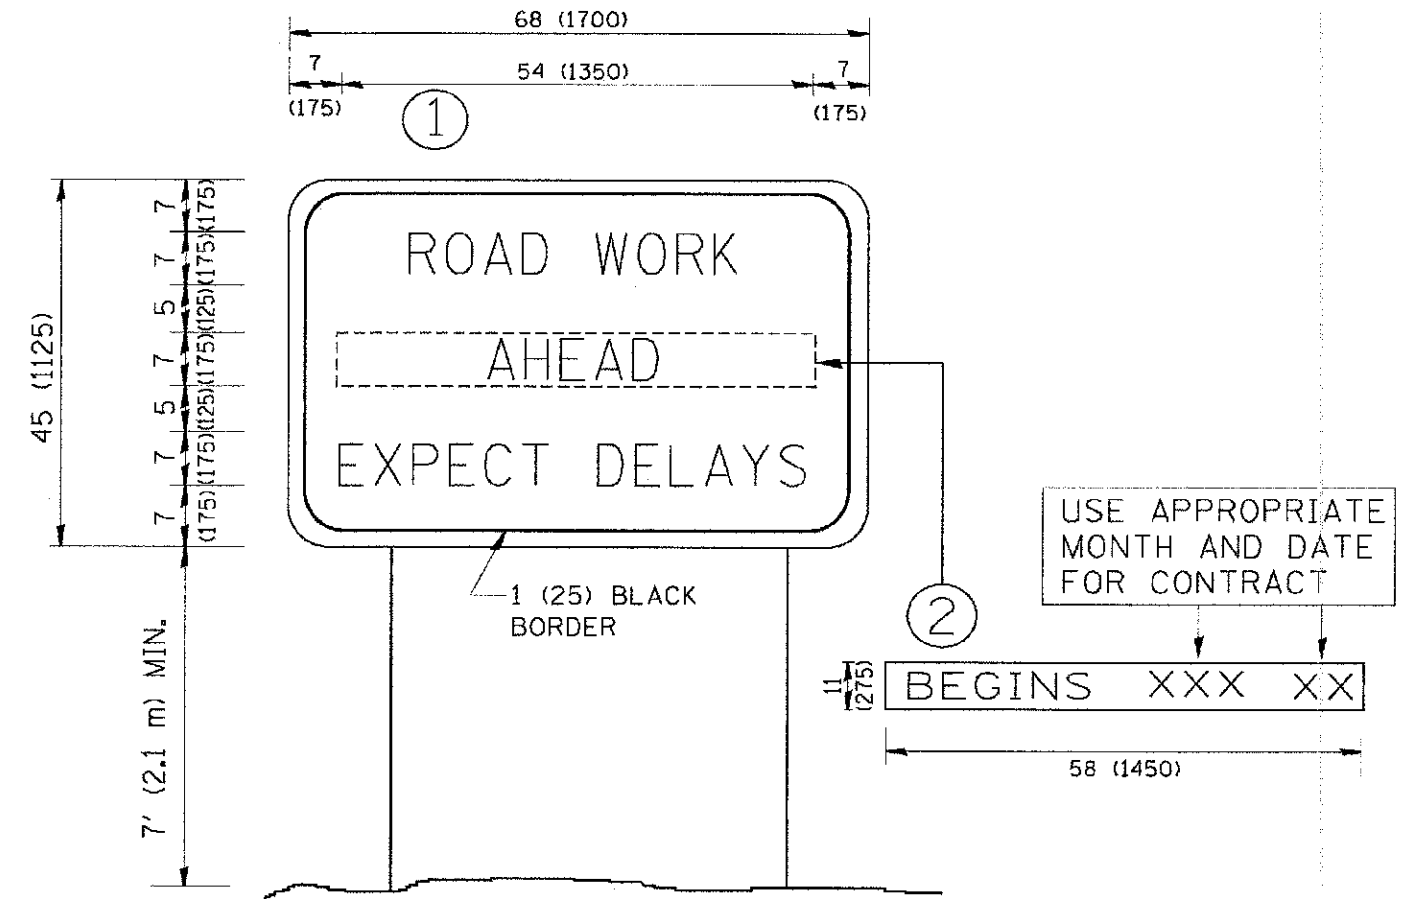 68 (1700)
7
54 (1350)
7
(175)
(175)
1
45 (1125)
7 (175)
7 (175)
5 (125)
7 (175)
5 (125)
7 (175)
7 (175)
ROAD WORK
AHEAD
EXPECT DELAYS
1 (25) BLACK
BORDER
7' (2.1 m) MIN.
2
USE APPROPRIATE
MONTH AND DATE
FOR CONTRACT
11
(275)
BEGINS XXX XX
58 (1450)